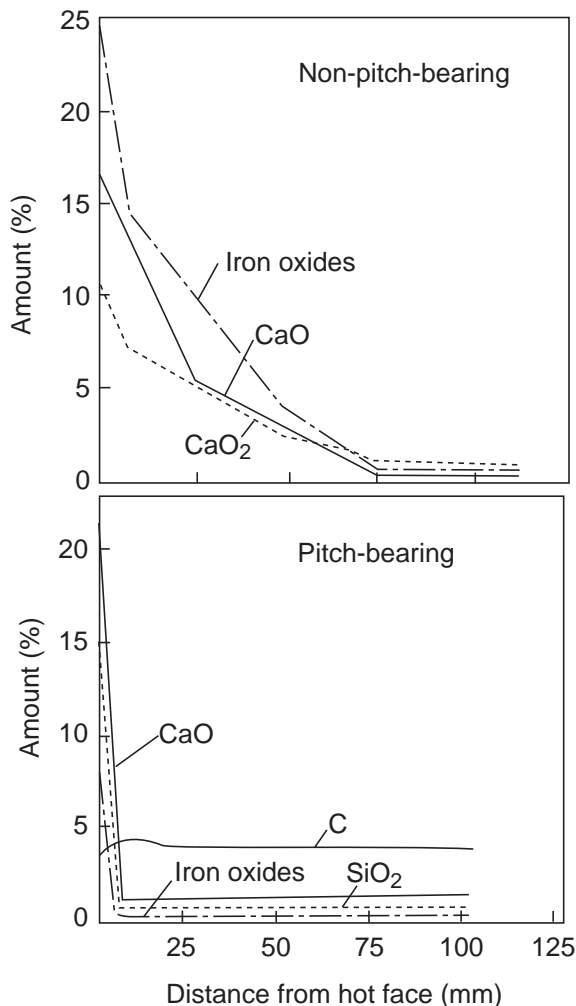 25
Non-pitch-bearing
20
15
Iron oxides
10
CaO
5
CaO2
0
Amount (%)
Pitch-bearing
20
15
CaO
10
C
5
Iron oxides
SiO2
0
25 50 75 100 125
Amount (%)
Distance from hot face (mm)